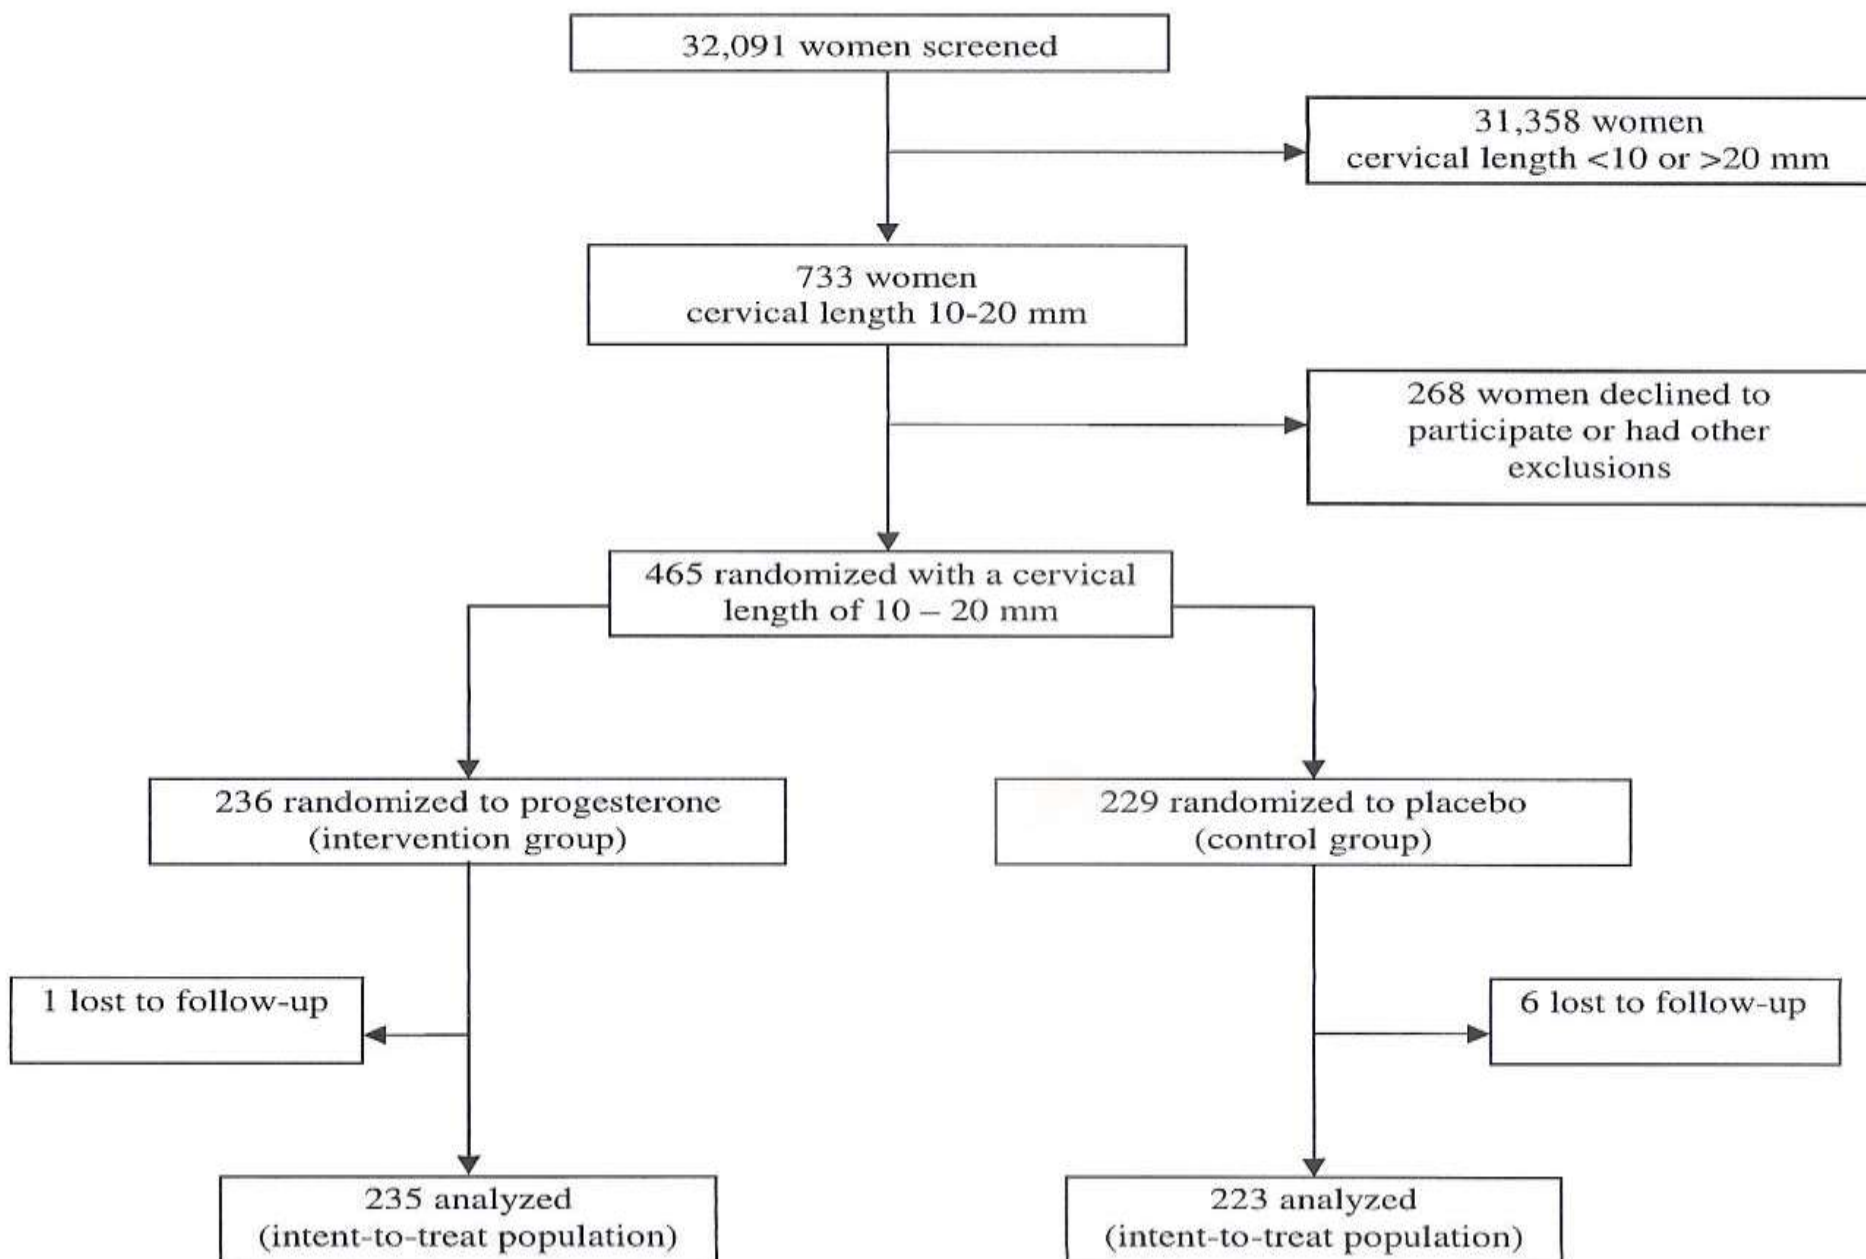 32,091 women screened
31,358 women
cervical length <10 or >20 mm
733 women
cervical length 10-20 mm
268 women declined to
participate or had other
exclusions
465 randomized with a cervical
length of 10 – 20 mm
236 randomized to progesterone
(intervention group)
229 randomized to placebo
(control group)
1 lost to follow-up
6 lost to follow-up
235 analyzed
(intent-to-treat population)
223 analyzed
(intent-to-treat population)